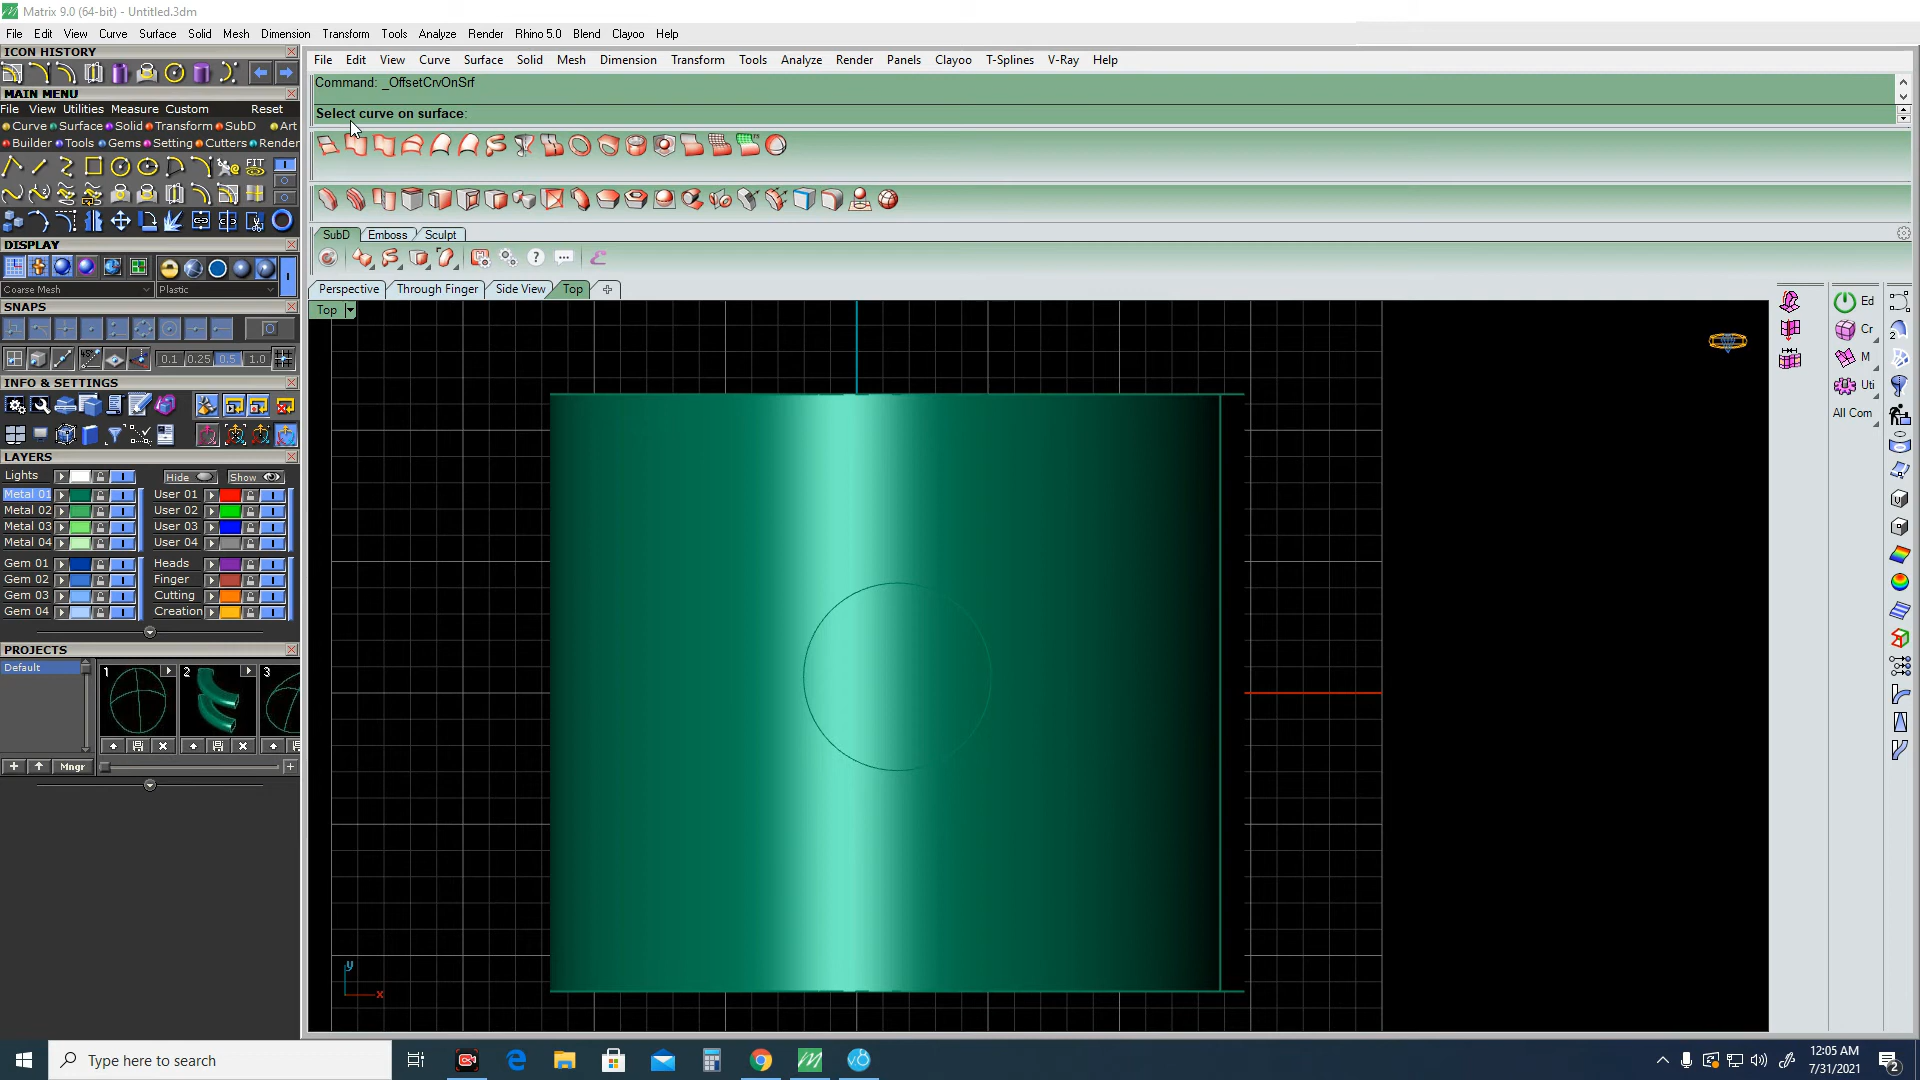 Matrix 9.0 (64-bit) - Untitled.3dm
File Edit View Curve Surface Solid Mesh Dimension Transform Tools Analyze Render Rhino 5.0 Blend Clayoo Help
ICON HISTORY
MAIN MENU
File View Utilities Measure Custom Reset
Curve Surface Solid Transform SubD Art
Builder Tools Gems Setting Cutters Render
FIT
DISPLAY
Coarse Mesh Plastic
SNAPS
0.1 0.25 0.5 1.0
INFO & SETTINGS
LAYERS
Lights Hide Show
Metal 01 User 01
Metal 02 User 02
Metal 03 User 03
Metal 04 User 04
Gem 01 Heads
Gem 02 Finger
Gem 03 Cutting
Gem 04 Creation
PROJECTS
Default
1 2 3
Mngr
File Edit View Curve Surface Solid Mesh Dimension Transform Tools Analyze Render Panels Clayoo T-Splines V-Ray Help
Command: _OffsetCrvOnSrf
Select curve on surface:
SubD Emboss Sculpt
Perspective Through Finger Side View Top
Top
y
x
Ed
Cr
M
Uti
All Com
2
Type here to search
12:05 AM
7/31/2021
2